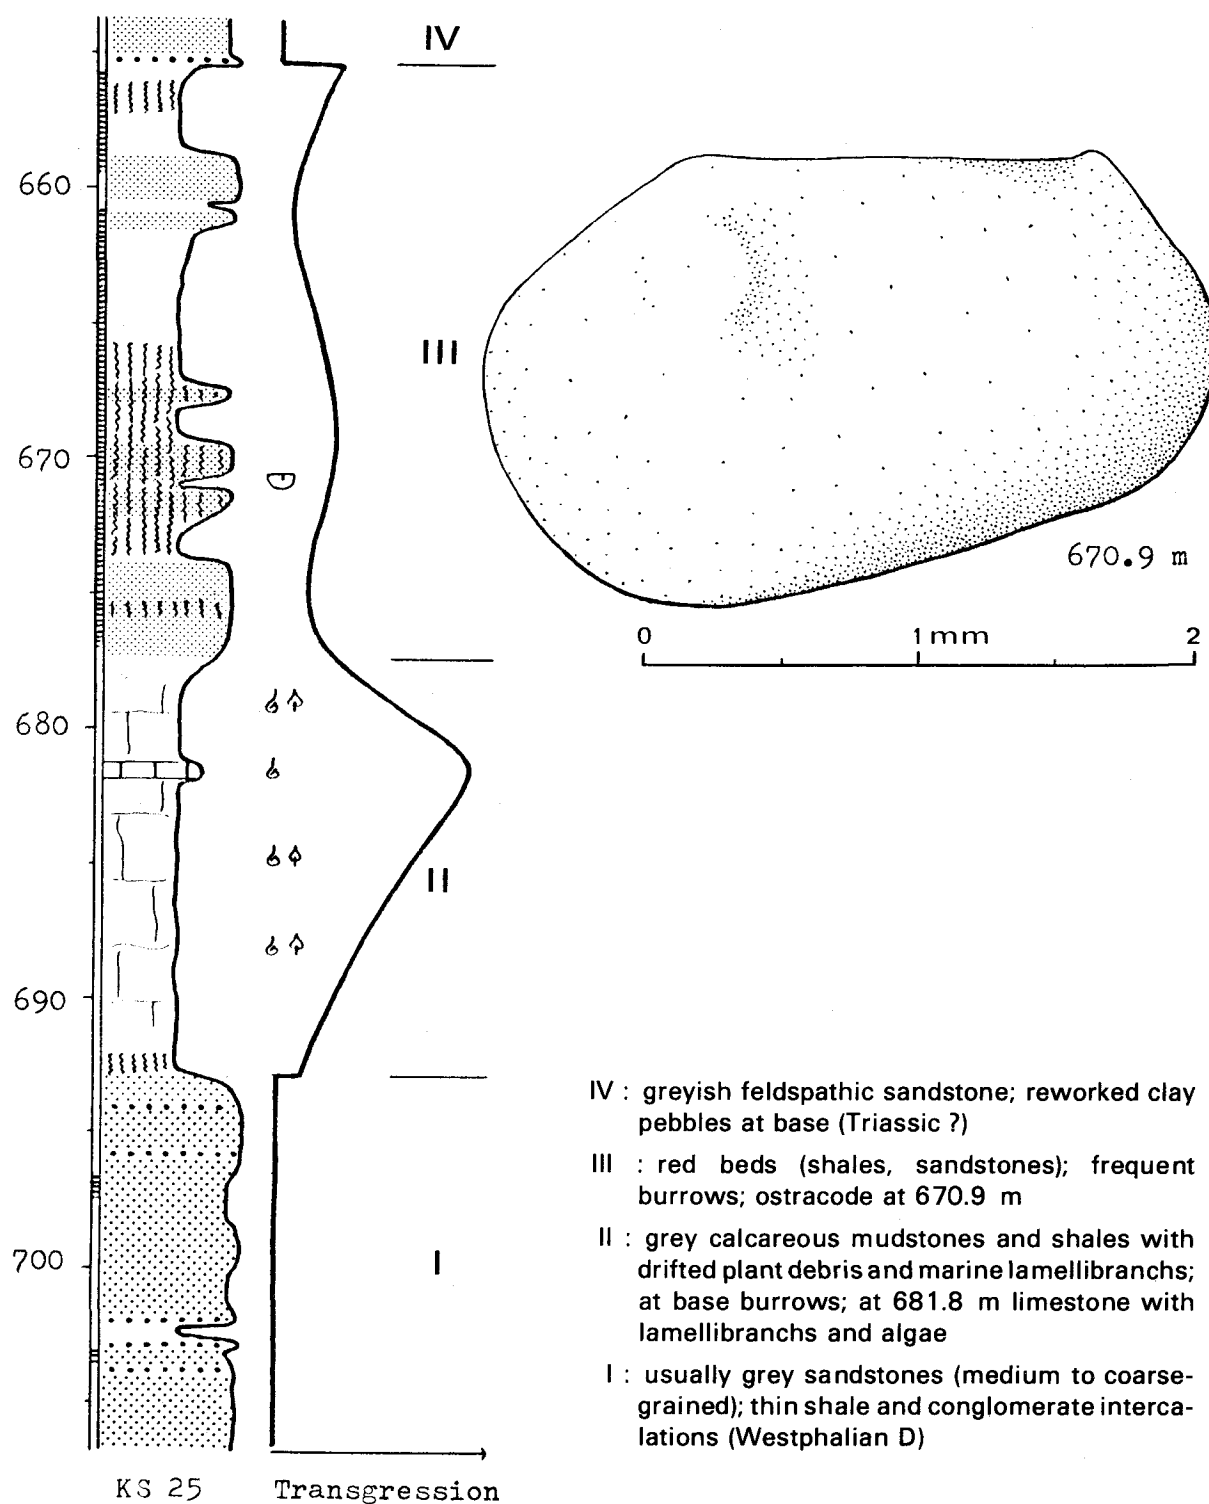 IV
660
III
670
670.9 m
0 1mm 2
680
II
690
700
I
KS 25 Transgression
IV : greyish feldspathic sandstone; reworked clay
pebbles at base (Triassic ?)
III : red beds (shales, sandstones); frequent
burrows; ostracode at 670.9 m
II : grey calcareous mudstones and shales with
drifted plant debris and marine lamellibranchs;
at base burrows; at 681.8 m limestone with
lamellibranchs and algae
I : usually grey sandstones (medium to coarse-
grained); thin shale and conglomerate interca-
lations (Westphalian D)